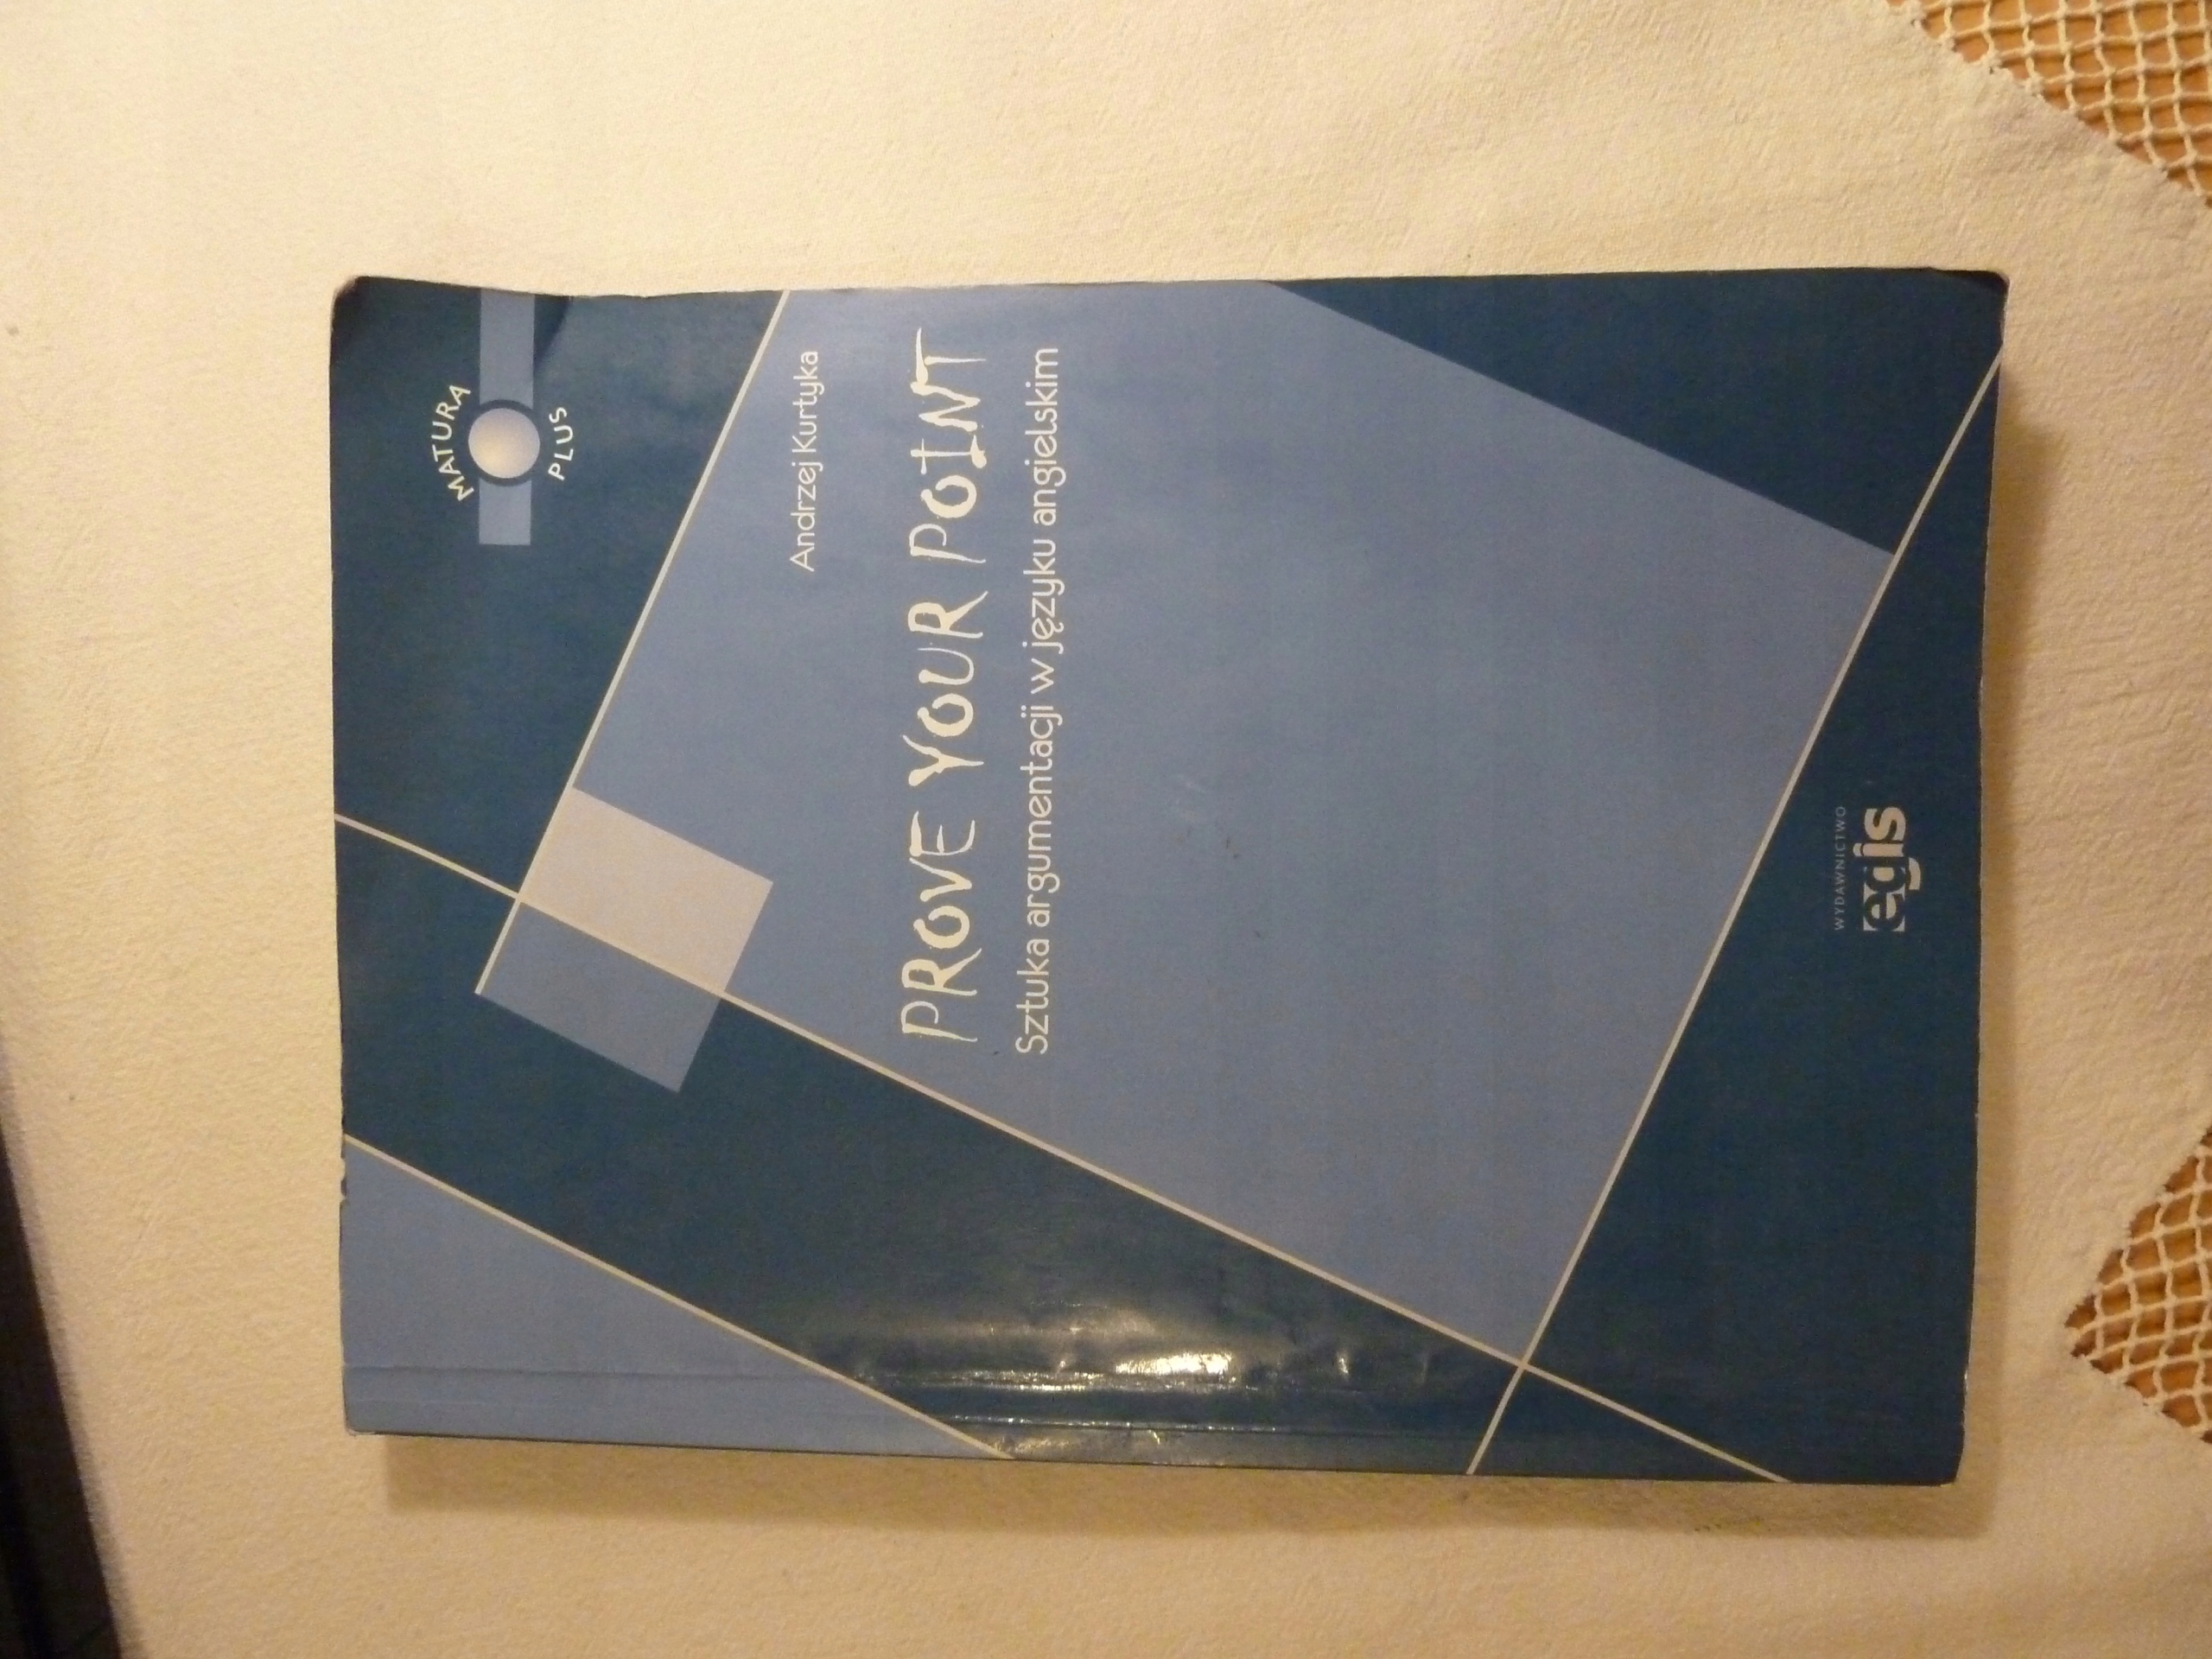 MATURA
PLUS
Andrzej Kurtyka
PROVE YOUR POINT
Sztuka argumentacji w języku angielskim
WYDAWNICTWO
egis